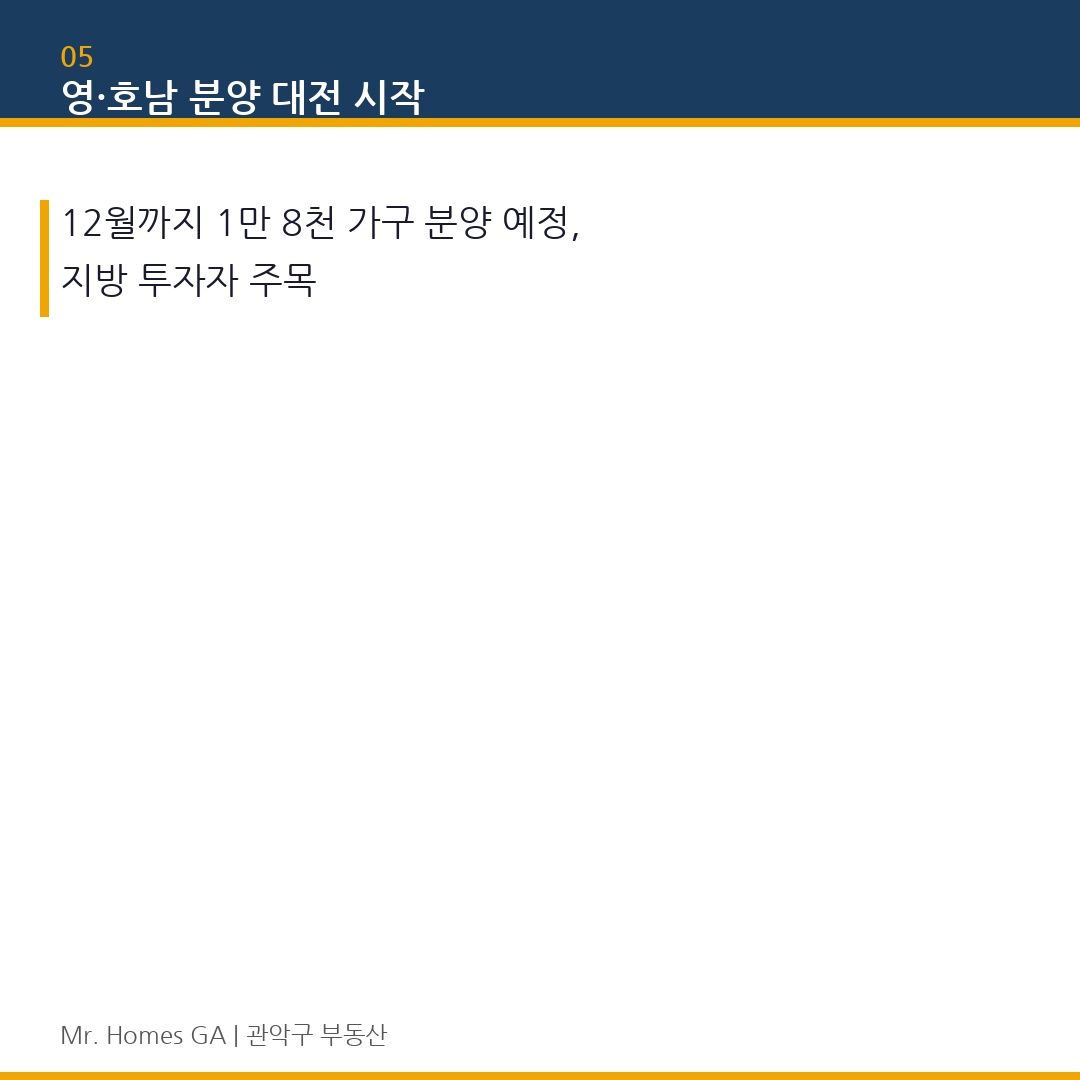 05
영·호남 분양 대전 시작
12월까지 1만 8천 가구 분양 예정,
지방 투자자 주목
Mr. Homes GA | 관악구 부동산